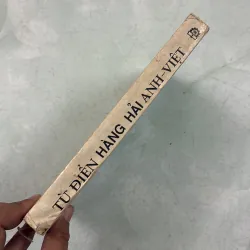 TỪ ĐIỂN HÀNG HẢI ANH-VIỆT